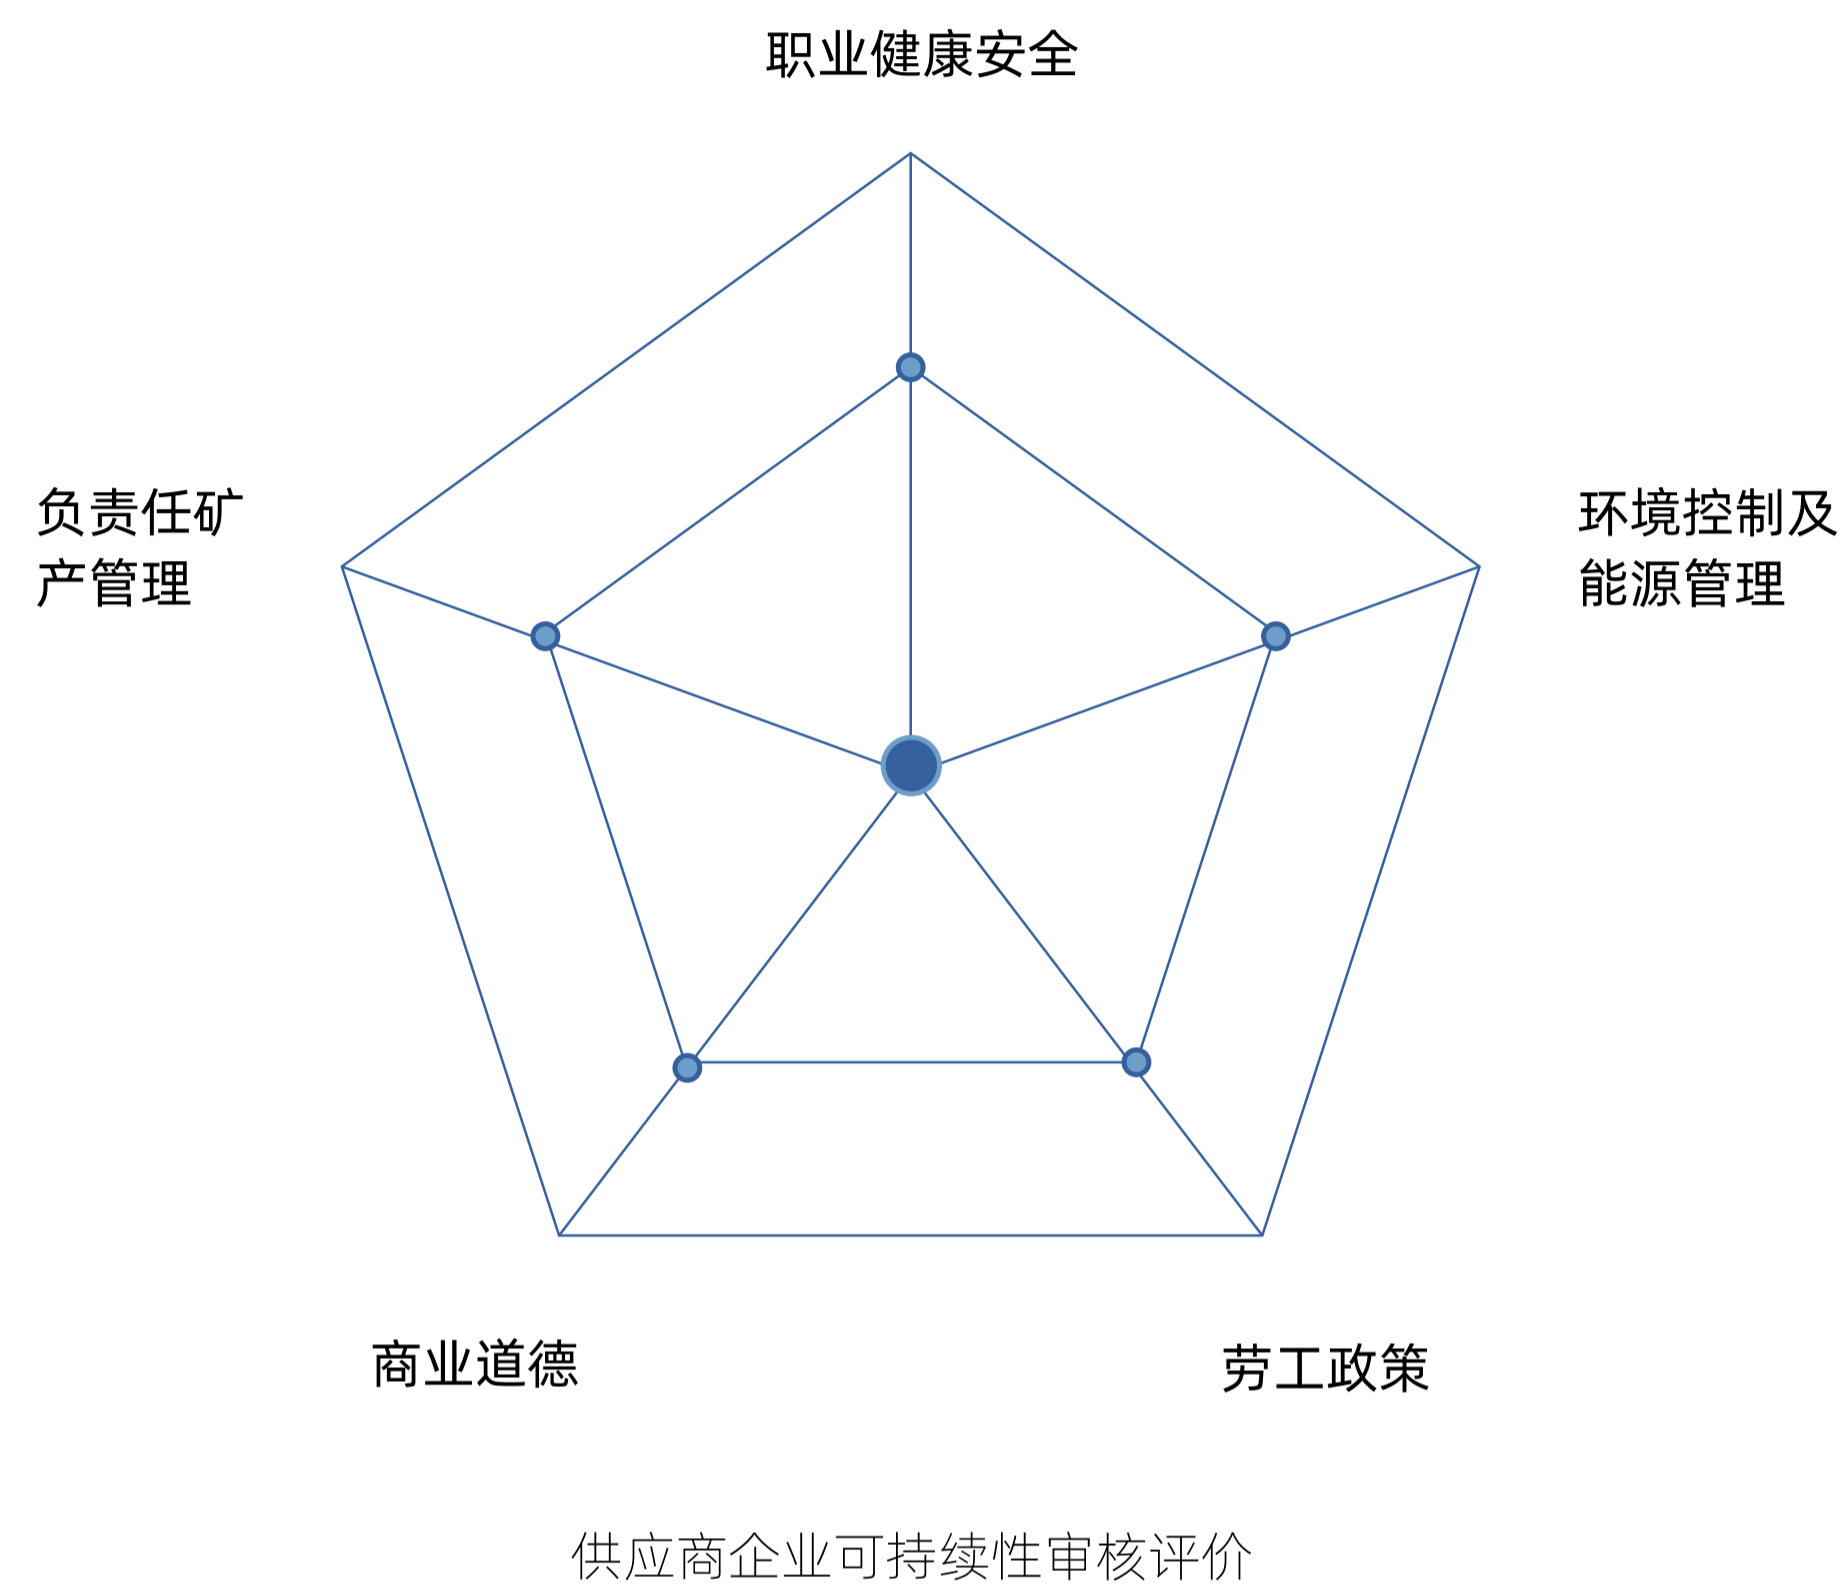 职业健康安全
负责任矿
产管理
环境控制及
能源管理
商业道德
劳工政策
供应商企业可持续性审核评价